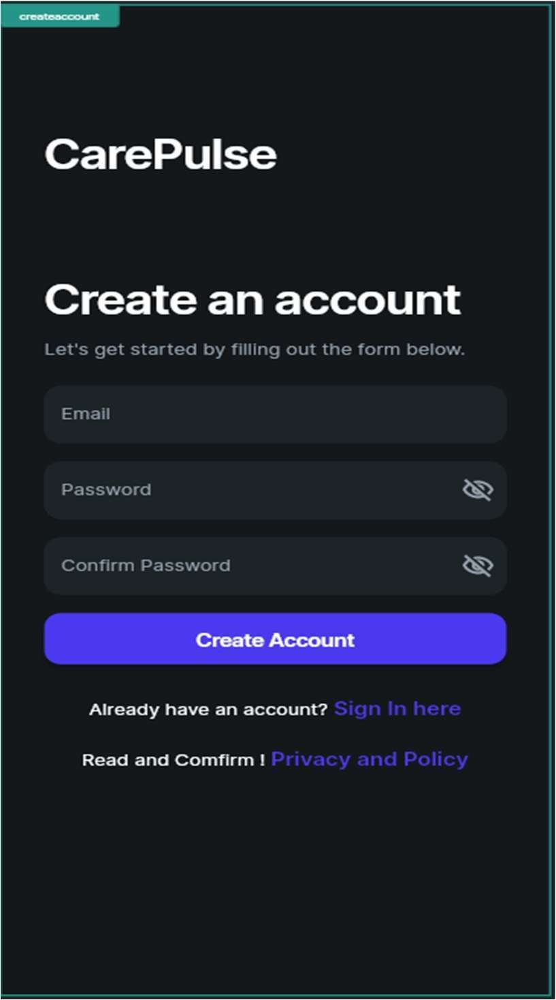 createaccount
CarePulse
Create an account
Let's get started by filling out the form below.
Email
Password
Confirm Password
Create Account
Already have an account? Sign In here
Read and Comfirm ! Privacy and Policy